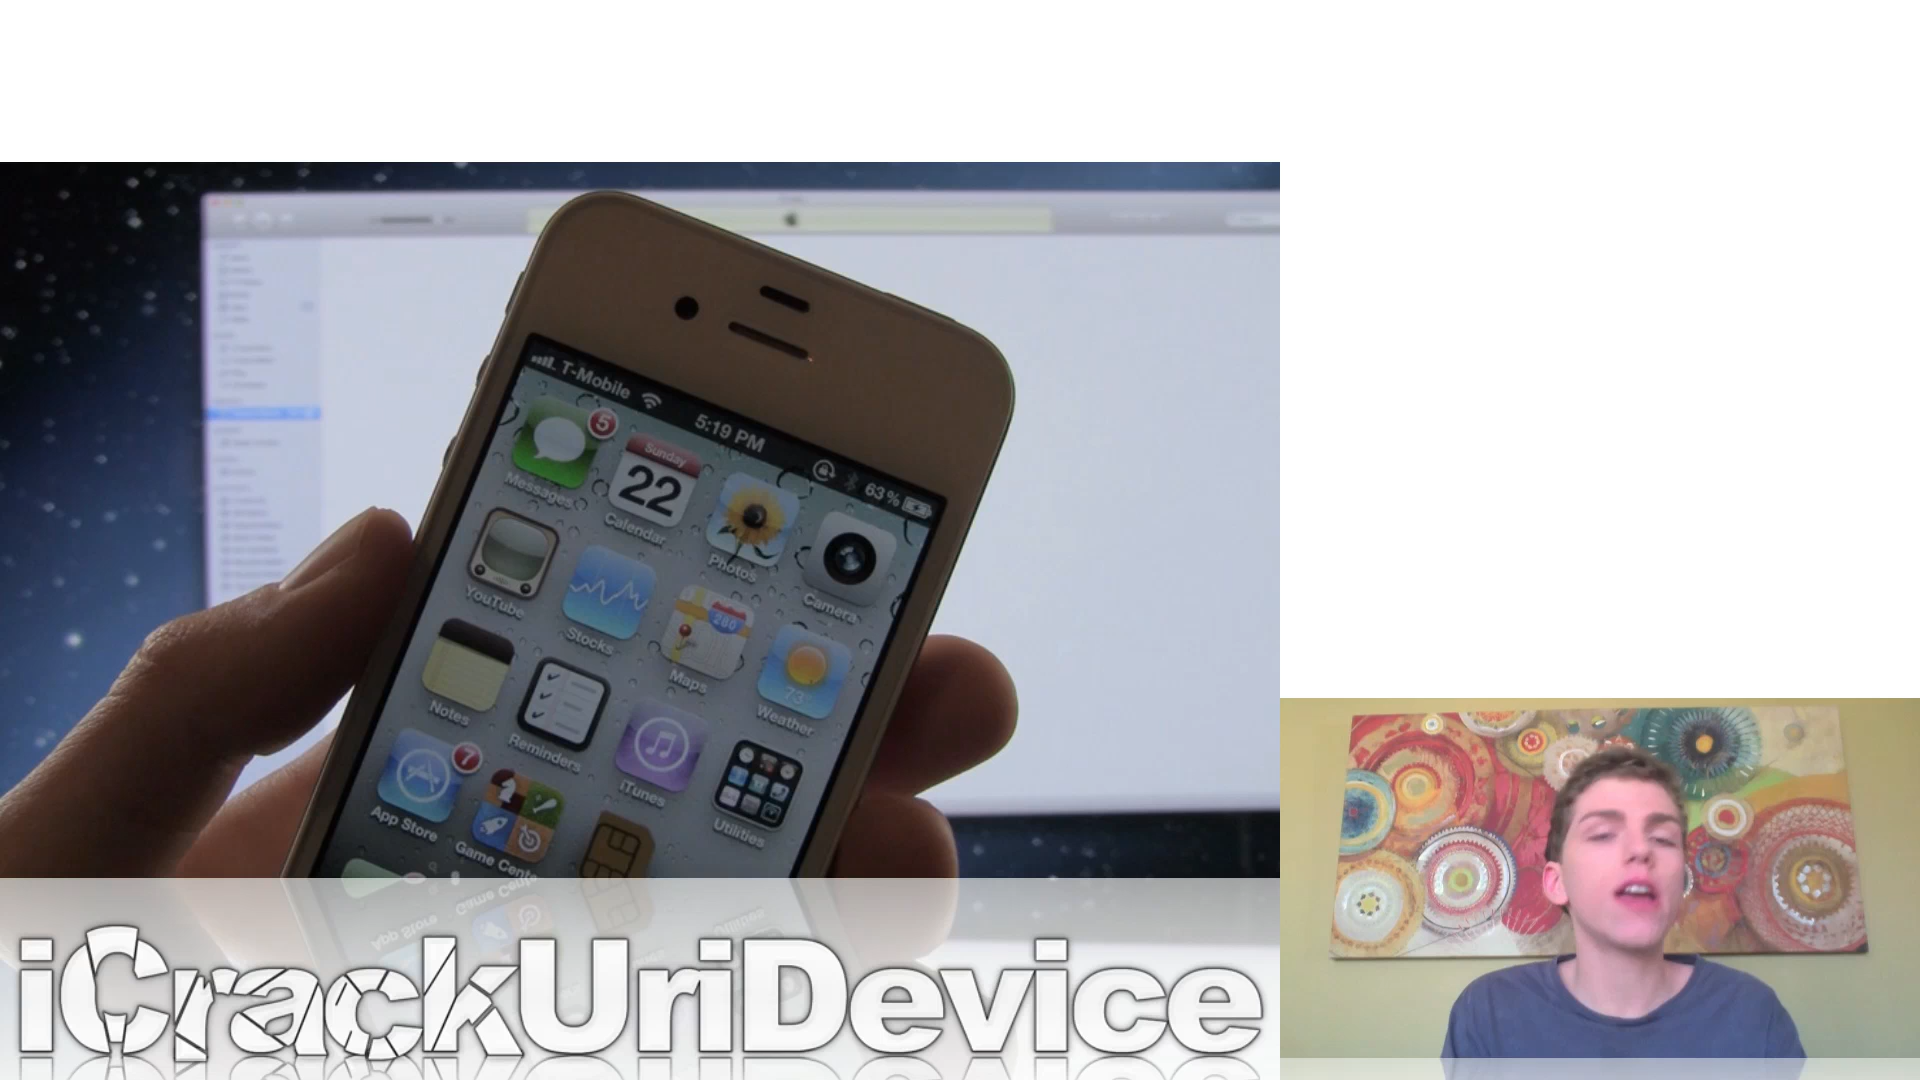 T-Mobile 5:19 PM 63%
5
Sunday
22
Messages Calendar Photos Camera
280
73°
YouTube Stocks Maps Weather
Notes Reminders iTunes Utilities
7
App Store Game Cente
iCrackUriDevice